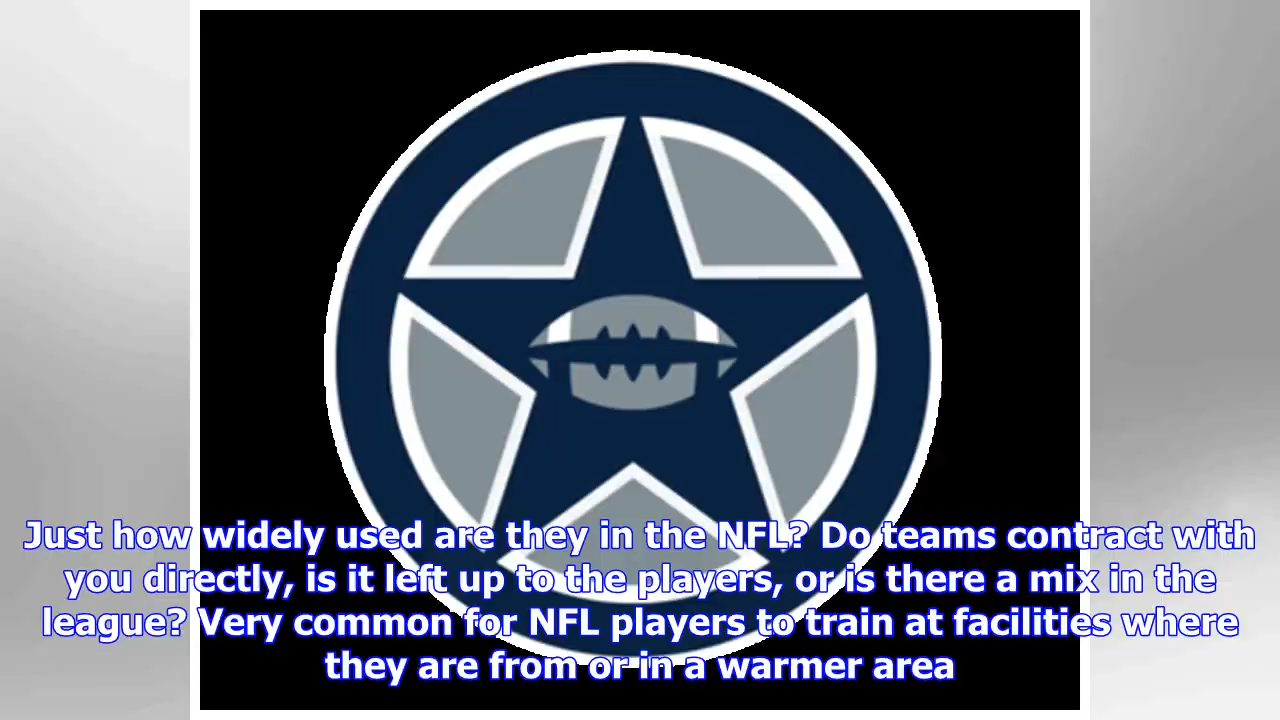 Just how widely used are they in the NFL? Do teams contract with
you directly, is it left up to the players, or is there a mix in the
league? Very common for NFL players to train at facilities where
they are from or in a warmer area